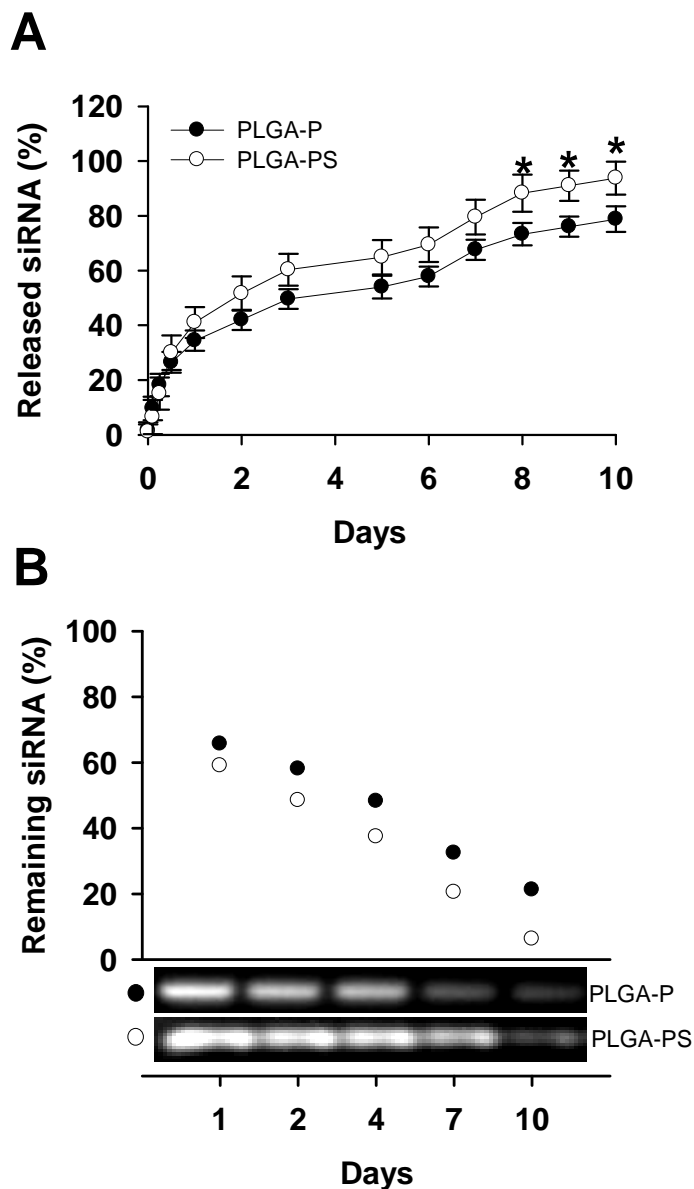 A
Released siRNA (%)
120
100
80
60
40
20
0
PLGA-P
PLGA-PS
* * *
0 2 4 6 8 10
Days
B
Remaining siRNA (%)
100
80
60
40
20
0
PLGA-P
PLGA-PS
1 2 4 7 10
Days